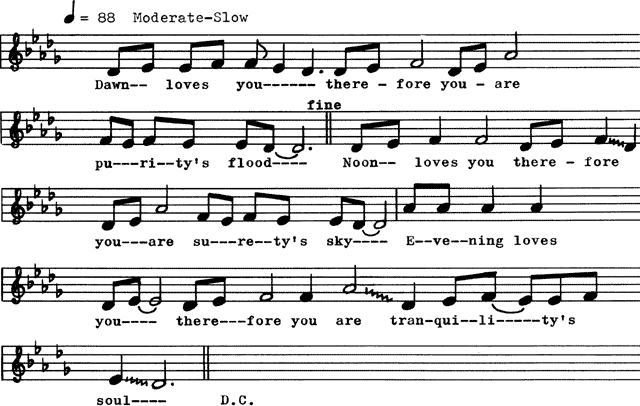 = 88 Moderate-Slow
Dawn-- loves you------ there - fore you - are
fine
pu---ri--ty's flood---- Noon-- loves you there - fore
you---are su---re--ty's sky---- E--ve--ning loves
you---- there---fore you are tran-qui--li-----ty's
soul---- D.C.